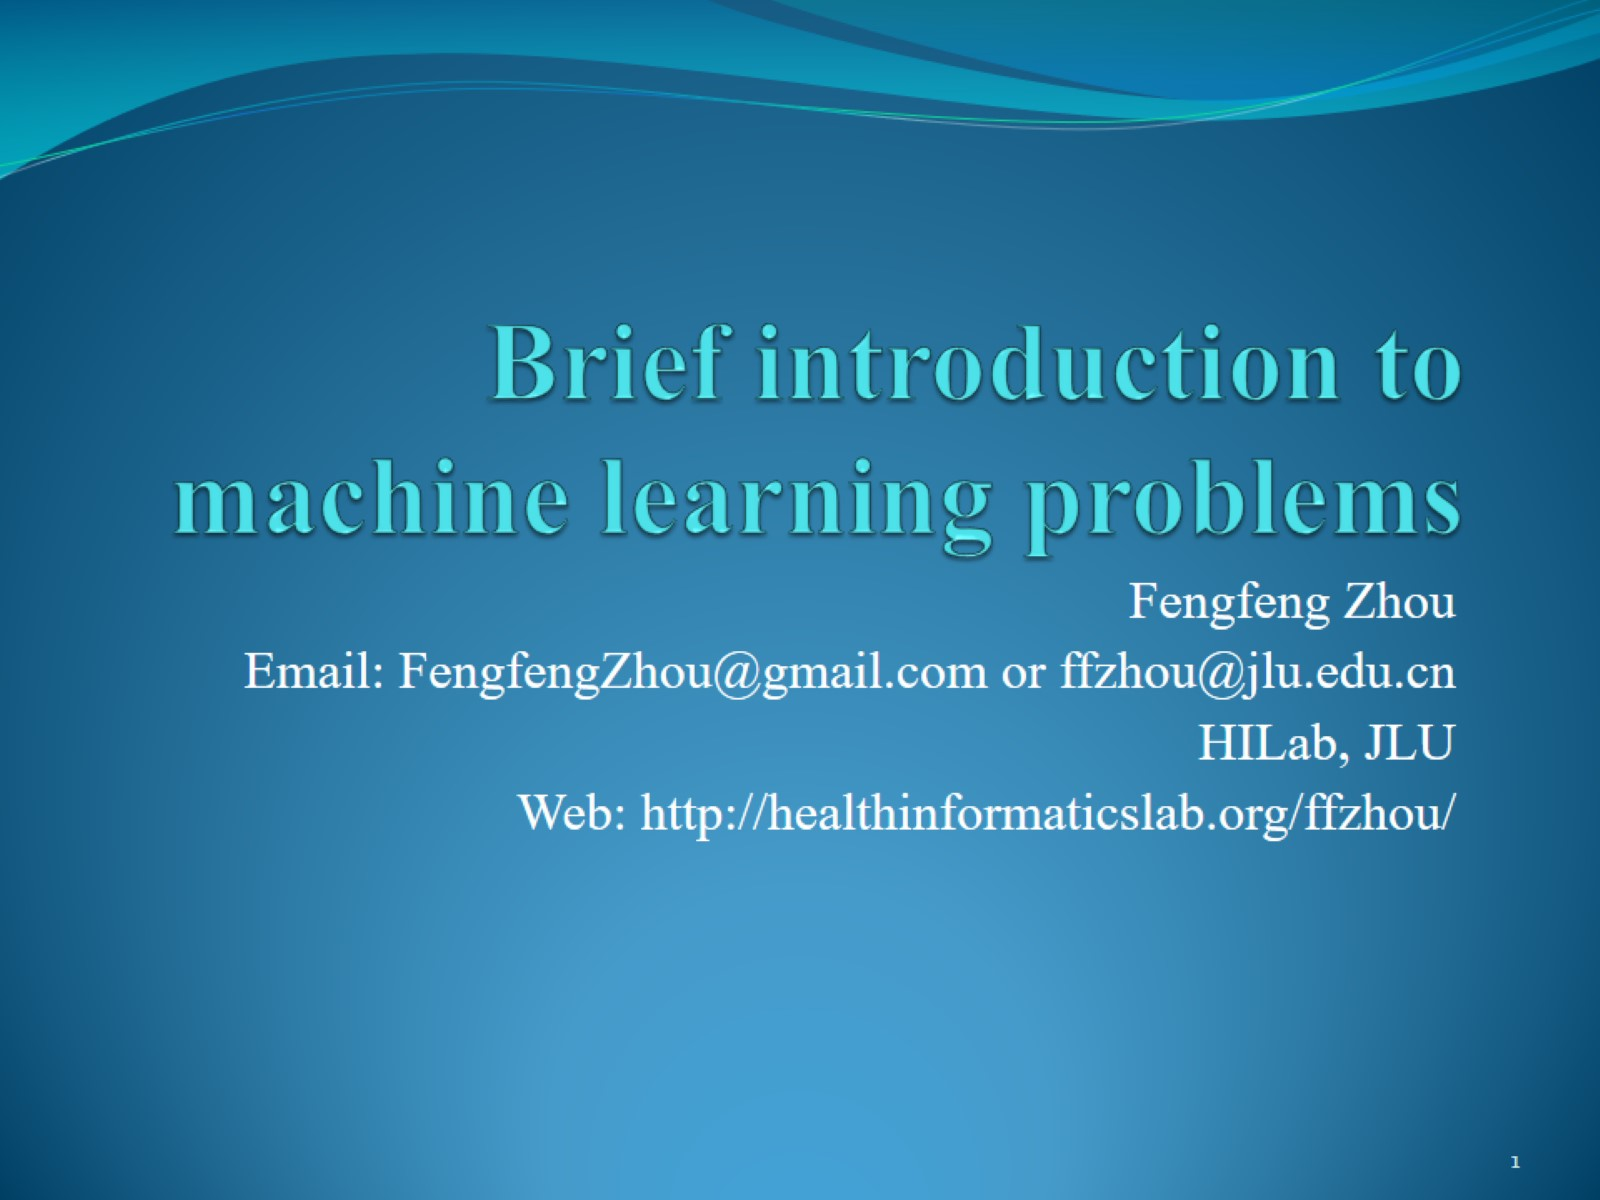 Brief introduction to
machine learning problems
Fengfeng Zhou
Email: FengfengZhou@gmail.com or ffzhou@jlu.edu.cn
HILab, JLU
Web: http://healthinformaticslab.org/ffzhou/
1